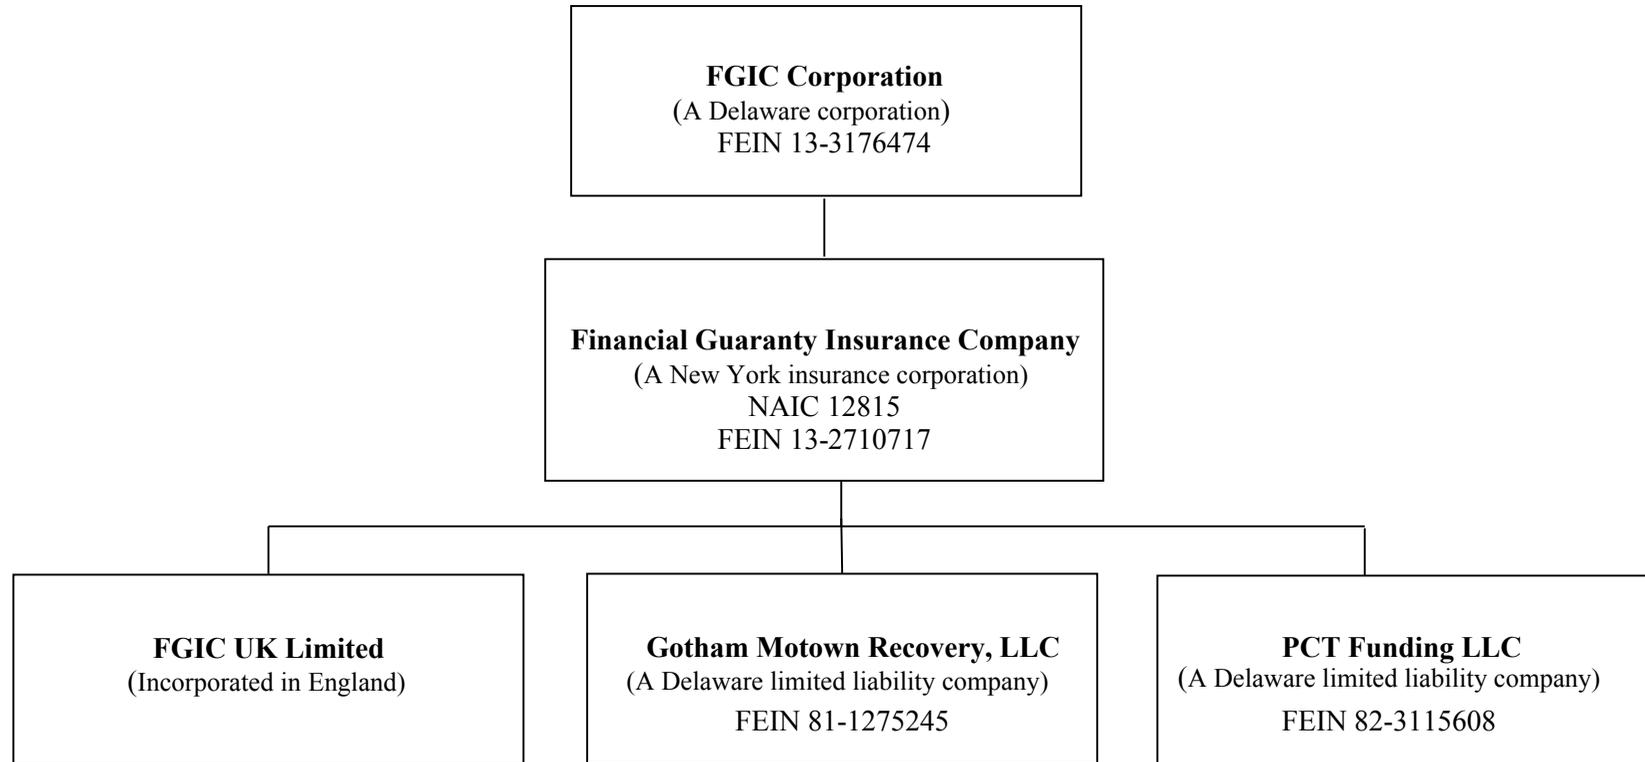 FGIC Corporation
(A Delaware corporation)
FEIN 13-3176474
Financial Guaranty Insurance Company
(A New York insurance corporation)
NAIC 12815
FEIN 13-2710717
FGIC UK Limited
(Incorporated in England)
Gotham Motown Recovery, LLC
(A Delaware limited liability company)
FEIN 81-1275245
PCT Funding LLC
(A Delaware limited liability company)
FEIN 82-3115608